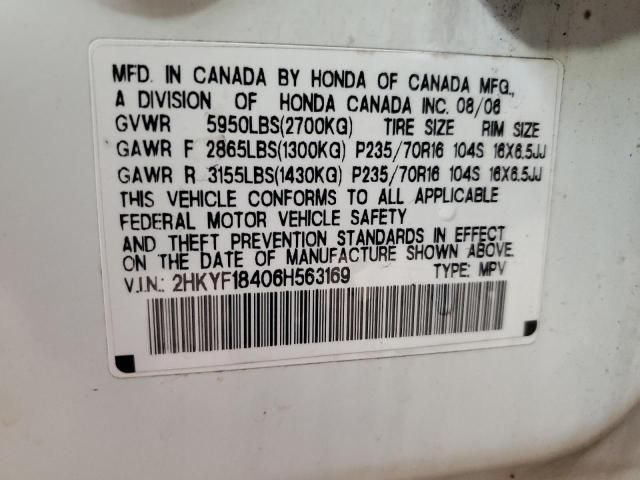 MFD. IN CANADA BY HONDA OF CANADA MFG.,
A DIVISION OF HONDA CANADA INC. 08/06
GVWR 5950LBS(2700KG) TIRE SIZE RIM SIZE
GAWR F 2865LBS(1300KG) P235/70R16 104S 16X6.5JJ
GAWR R 3155LBS(1430KG) P235/70R16 104S 16X6.5JJ
THIS VEHICLE CONFORMS TO ALL APPLICABLE
FEDERAL MOTOR VEHICLE SAFETY
AND THEFT PREVENTION STANDARDS IN EFFECT
ON THE DATE OF MANUFACTURE SHOWN ABOVE.
V.I.N.: 2HKYF18406H563169 TYPE: MPV